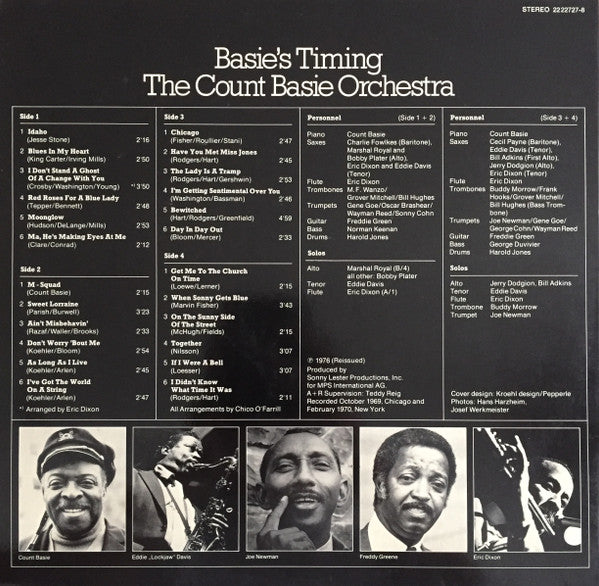 STEREO 2222727-8
Basie's Timing
The Count Basie Orchestra
Side 1
1 Idaho
(Jesse Stone) 2'16
2 Blues In My Heart
(King Carter/Irving Mills) 2'50
3 I Don't Stand A Ghost
Of A Change With You
(Crosby/Washington/Young) *¹ 3'50
4 Red Roses For A Blue Lady
(Tepper/Bennett) 2'48
5 Moonglow
(Hudson/DeLange/Mills) 2'53
6 Ma, He's Making Eyes At Me
(Clare/Conrad) 2'12
Side 2
1 M - Squad
(Count Basie) 2'15
2 Sweet Lorraine
(Parish/Burwell) 3'23
3 Ain't Misbehavin'
(Razaf/Waller/Brooks) 2'33
4 Don't Worry 'Bout Me
(Koehler/Bloom) 2'54
5 As Long As I Live
(Koehler/Arlen) 2'45
6 I've Got The World
On A String
(Koehler/Arlen) 2'47
*¹ Arranged by Eric Dixon
Side 3
1 Chicago
(Fisher/Roullier/Stani) 2'47
2 Have You Met Miss Jones
(Rodgers/Hart) 2'45
3 The Lady Is A Tramp
(Rodgers/Hart/Gershwin) 2'53
4 I'm Getting Sentimental Over You
(Washington/Bassman) 2'46
5 Bewitched
(Hart/Rodgers/Greenfield) 4'59
6 Day In Day Out
(Bloom/Mercer) 2'33
Side 4
1 Get Me To The Church
On Time
(Loewe/Lerner) 2'15
2 When Sonny Gets Blue
(Marvin Fisher) 3'43
3 On The Sunny Side
Of The Street
(McHugh/Fields) 2'15
4 Together
(Nilsson) 3'07
5 If I Were A Bell
(Loesser) 3'07
6 I Didn't Know
What Time It Was
(Rodgers/Hart) 2'11
All Arrangements by Chico O'Farrill
Personnel (Side 1 + 2)
Piano Count Basie
Saxes Charlie Fowlkes (Baritone),
Marshal Royal and
Bobby Plater (Alto),
Eric Dixon and Eddie Davis
(Tenor)
Flute Eric Dixon
Trombones M. F. Wanzo/
Grover Mitchell/Bill Hughes
Trumpets Gene Goe/Oscar Brashear/
Wayman Reed/Sonny Cohn
Guitar Freddie Green
Bass Norman Keenan
Drums Harold Jones
Solos
Alto Marshal Royal (B/4)
all other: Bobby Plater
Tenor Eddie Davis
Flute Eric Dixon (A/1)
℗ 1976 (Reissued)
Produced by
Sonny Lester Productions, Inc.
for MPS International AG.
A + R Supervision: Teddy Reig
Recorded October 1969, Chicago and
February 1970, New York
Personnel (Side 3 + 4)
Piano Count Basie
Saxes Cecil Payne (Baritone),
Eddie Davis (Tenor),
Bill Adkins (First Alto),
Jerry Dodgion (Alto),
Eric Dixon (Tenor)
Flute Eric Dixon
Trombones Buddy Morrow/Frank
Hooks/Grover Mitchell/
Bill Hughes (Bass Trom-
bone)
Trumpets Joe Newman/Gene Goe/
George Cohn/Wayman Reed
Guitar Freddie Green
Bass George Duvivier
Drums Harold Jones
Solos
Alto Jerry Dodgion, Bill Adkins
Tenor Eddie Davis
Flute Eric Dixon
Trombone Buddy Morrow
Trumpet Joe Newman
Cover design: Kroehl design/Pepperle
Photos: Hans Harzheim,
Josef Werkmeister
Count Basie
Eddie „Lockjaw" Davis
Joe Newman
Freddy Greene
Eric Dixon